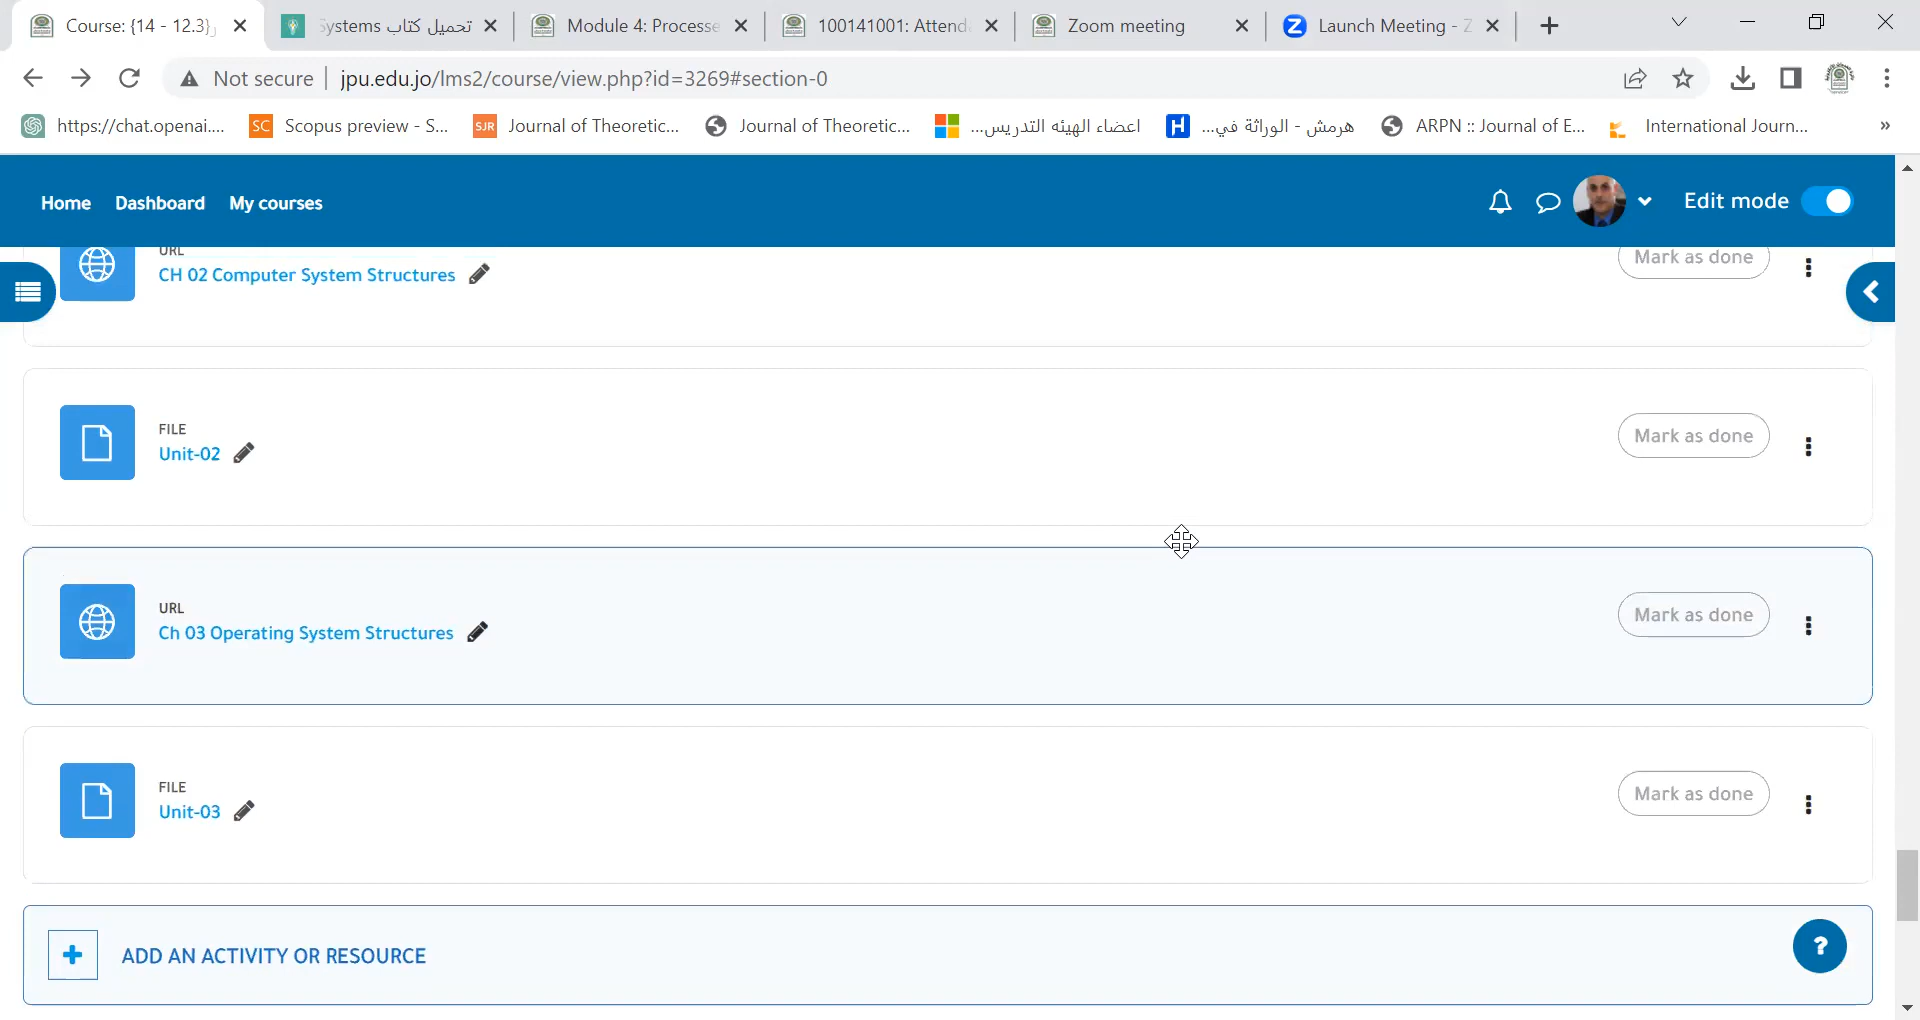 Course: {14 - 12.3}
تحميل كتاب Systems
Module 4: Processe
100141001: Attend
Zoom meeting
Launch Meeting - Z
Not secure
jpu.edu.jo/lms2/course/view.php?id=3269#section-0
https://chat.openai....
SC
Scopus preview - S...
SJR
Journal of Theoretic...
Journal of Theoretic...
اعضاء الهيئه التدريس...
H
هرمش - الوراثة في...
ARPN :: Journal of E...
International Journ...
»
Home
Dashboard
My courses
Edit mode
URL
CH 02 Computer System Structures
Mark as done
FILE
Unit-02
Mark as done
URL
Ch 03 Operating System Structures
Mark as done
FILE
Unit-03
Mark as done
+
ADD AN ACTIVITY OR RESOURCE
?